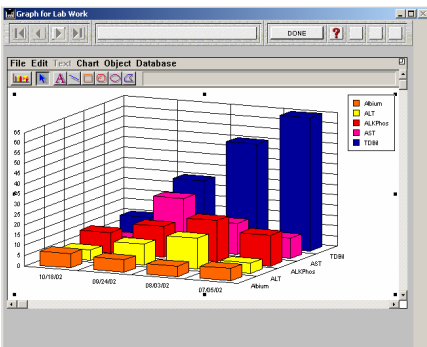 Graph for Lab Work
DONE ?
File Edit Text Chart Object Database
Albium
ALT
ALKPhos
AST
TDBil
65
60
55
50
45
40
35
30
25
20
15
10
5
0
10/18/02 09/24/02 08/03/02 07/05/02
Albium ALT ALKPhos AST TDBil